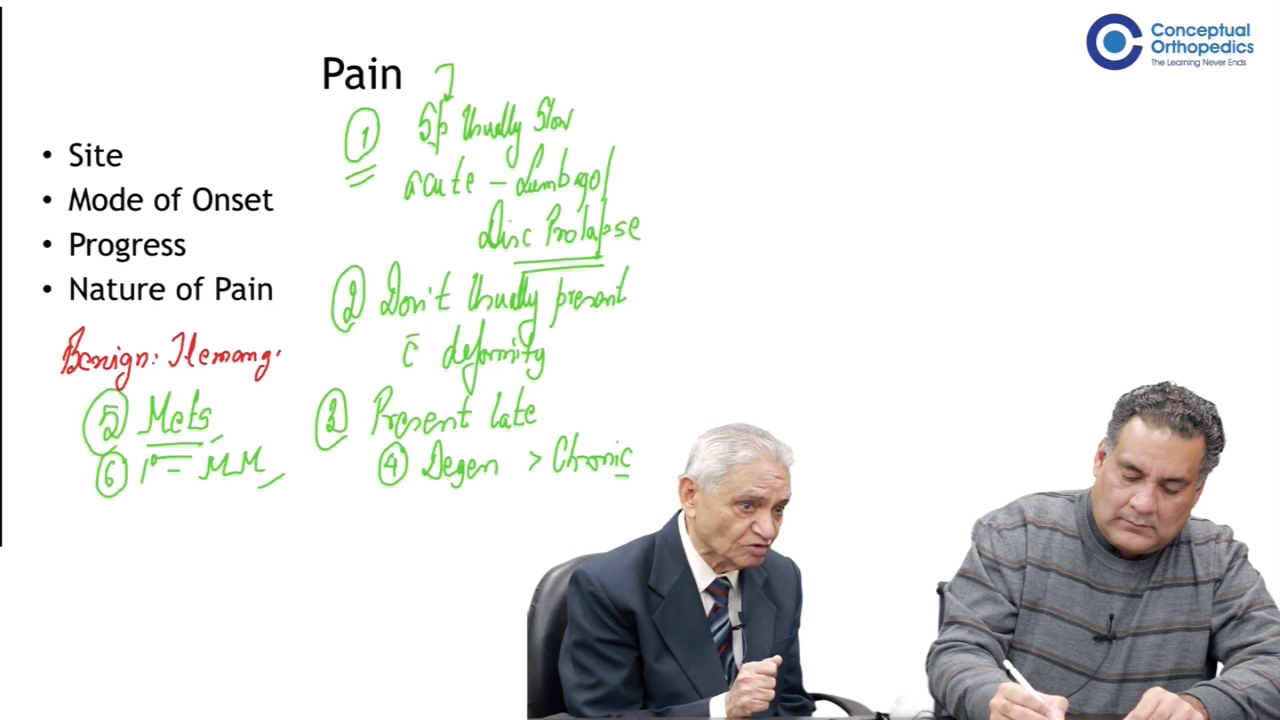 Conceptual
Orthopedics
The Learning Never Ends
Pain
• Site
• Mode of Onset
• Progress
• Nature of Pain
Benign: Hemang.
⑤ Mets
⑥ 1° - MM
① Sp Usually Slow
acute - Lumbago/
Disc Prolapse
② Don't Usually present
c̄ deformity
③ Present late
④ Degen > Chronic